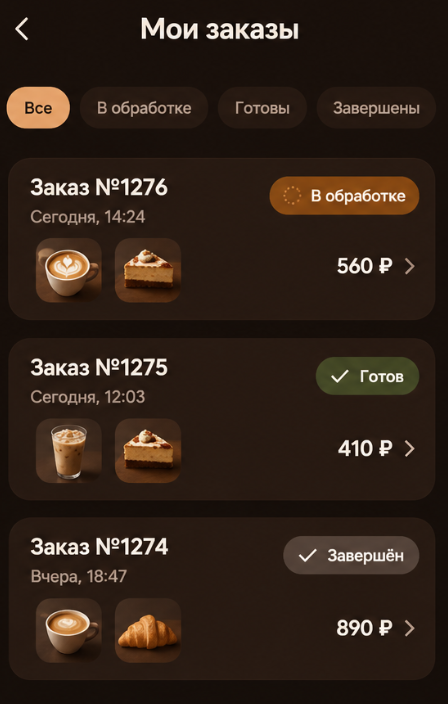 Мои заказы
Все
В обработке
Готовы
Завершены
Заказ №1276
В обработке
Сегодня, 14:24
560 ₽
Заказ №1275
Готов
Сегодня, 12:03
410 ₽
Заказ №1274
Завершён
Вчера, 18:47
890 ₽